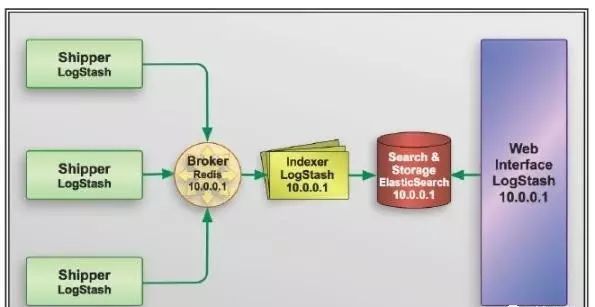 Shipper
LogStash
Shipper
LogStash
Shipper
LogStash
Broker
Redis
10.0.0.1
Indexer
LogStash
10.0.0.1
Search &
Storage
ElasticSearch
10.0.0.1
Web
Interface
LogStash
10.0.0.1